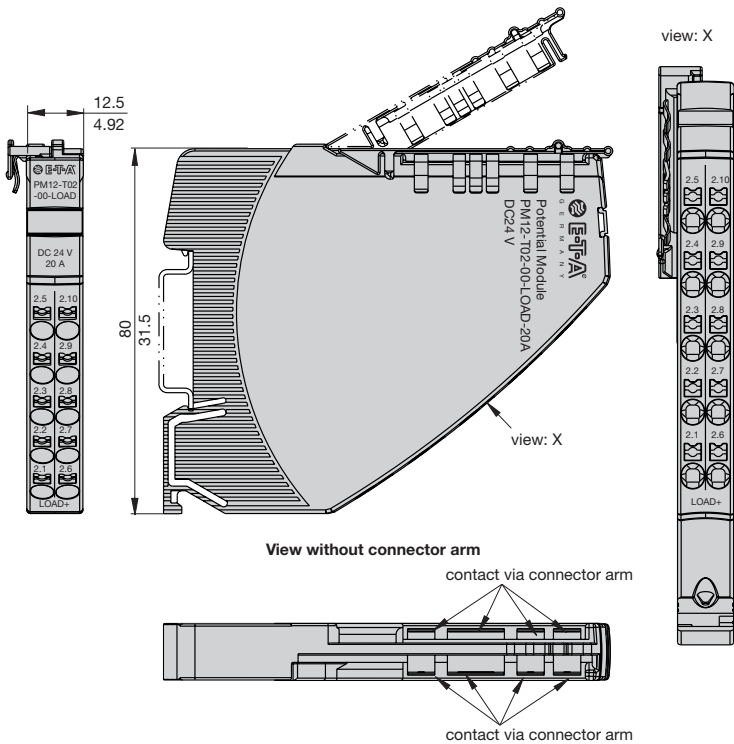 view: X
12.5
4.92
E-T-A
PM12-T02
-00-LOAD
DC 24 V
20 A
2.5 2.10
2.4 2.9
2.3 2.8
2.2 2.7
2.1 2.6
LOAD+
80
31.5
E-T-A®
GERMANY
Potential Module
PM12-T02-00-LOAD-20A
DC24 V
view: X
2.5 2.10
2.4 2.9
2.3 2.8
2.2 2.7
2.1 2.6
LOAD+
View without connector arm
contact via connector arm
contact via connector arm